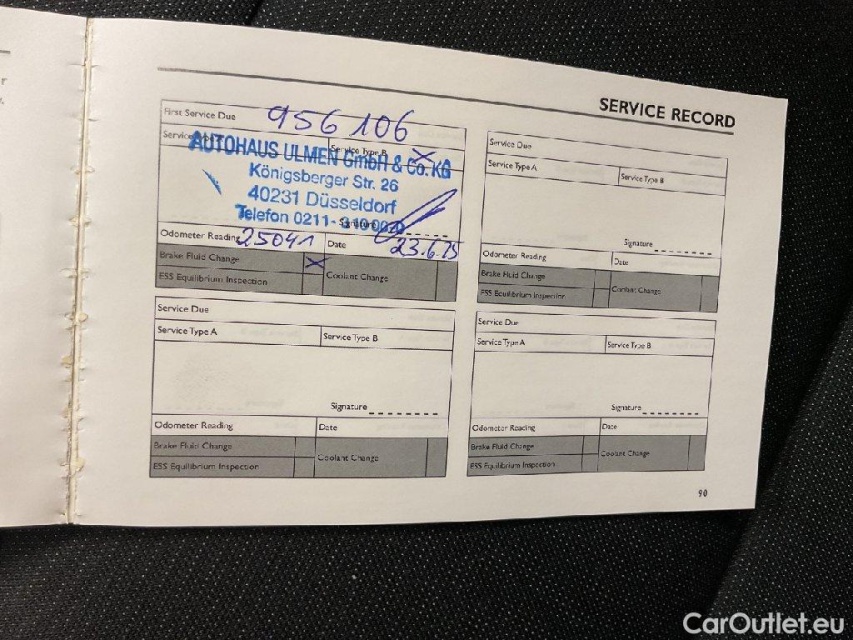 SERVICE RECORD
First Service Due 956 106
Service Type B X
AUTOHAUS ULMEN GmbH & Co. KG
Königsberger Str. 26
40231 Düsseldorf
Telefon 0211-
Odometer Reading 25041 Date 23.6.25
Brake Fluid Change X Coolant Change
ESS Equilibrium Inspection
Service Due
Service Type A Service Type B
Signature
Odometer Reading Date
Brake Fluid Change Coolant Change
ESS Equilibrium Inspection
Service Due
Service Type A Service Type B
Signature
Odometer Reading Date
Brake Fluid Change Coolant Change
ESS Equilibrium Inspection
Service Due
Service Type A Service Type B
Signature
Odometer Reading Date
Brake Fluid Change Coolant Change
ESS Equilibrium Inspection
90
CarOutlet.eu